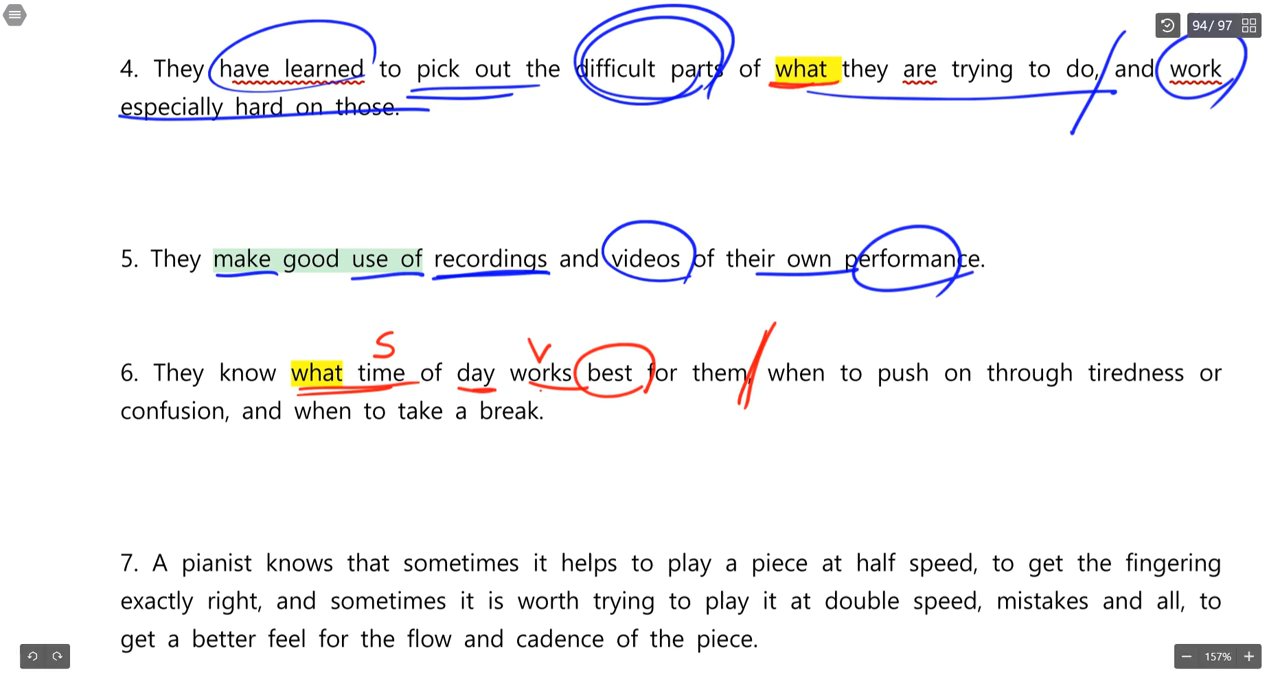 94/ 97
4. They have learned to pick out the difficult parts of what they are trying to do, and work
especially hard on those.
5. They make good use of recordings and videos of their own performance.
S V
6. They know what time of day works best for them, when to push on through tiredness or
confusion, and when to take a break.
7. A pianist knows that sometimes it helps to play a piece at half speed, to get the fingering
exactly right, and sometimes it is worth trying to play it at double speed, mistakes and all, to
get a better feel for the flow and cadence of the piece.
157%